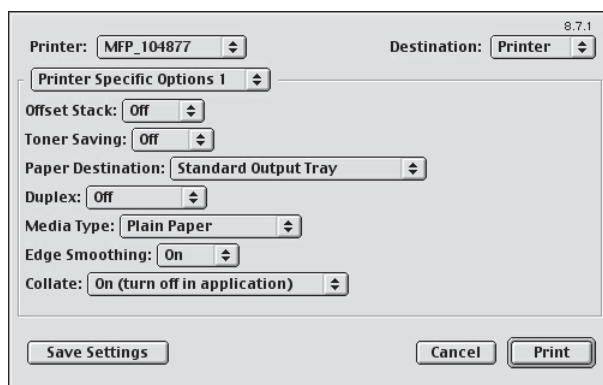 8.7.1
Printer: MFP_104877 Destination: Printer
Printer Specific Options 1
Offset Stack: Off
Toner Saving: Off
Paper Destination: Standard Output Tray
Duplex: Off
Media Type: Plain Paper
Edge Smoothing: On
Collate: On (turn off in application)
Save Settings Cancel Print